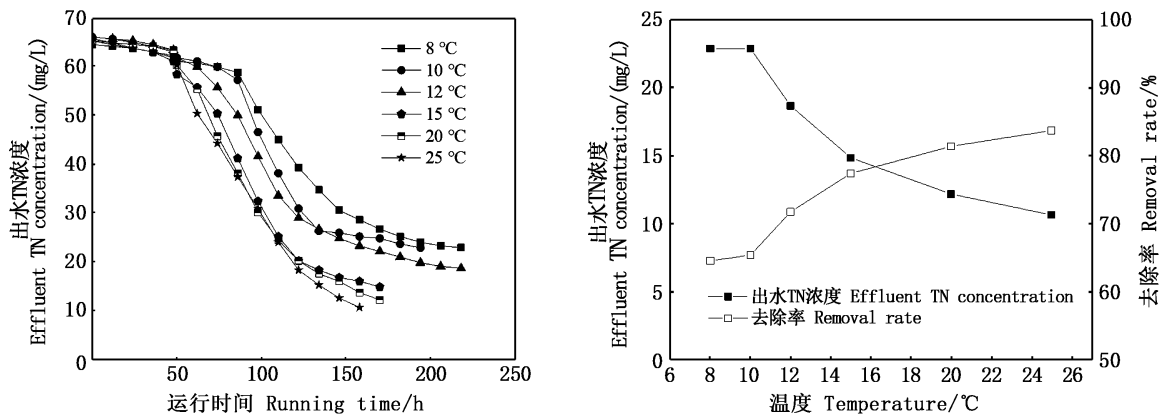 70
60
50
40
30
20
10
0
出水TN浓度
Effluent TN concentration/(mg/L)
8 ℃
10 ℃
12 ℃
15 ℃
20 ℃
25 ℃
50 100 150 200 250
运行时间 Running time/h
25
20
15
10
5
0
出水TN浓度
Effluent TN concentration/(mg/L)
出水TN浓度 Effluent TN concentration
去除率 Removal rate
100
90
80
70
60
50
去除率 Removal rate/%
6 8 10 12 14 16 18 20 22 24 26
温度 Temperature/℃